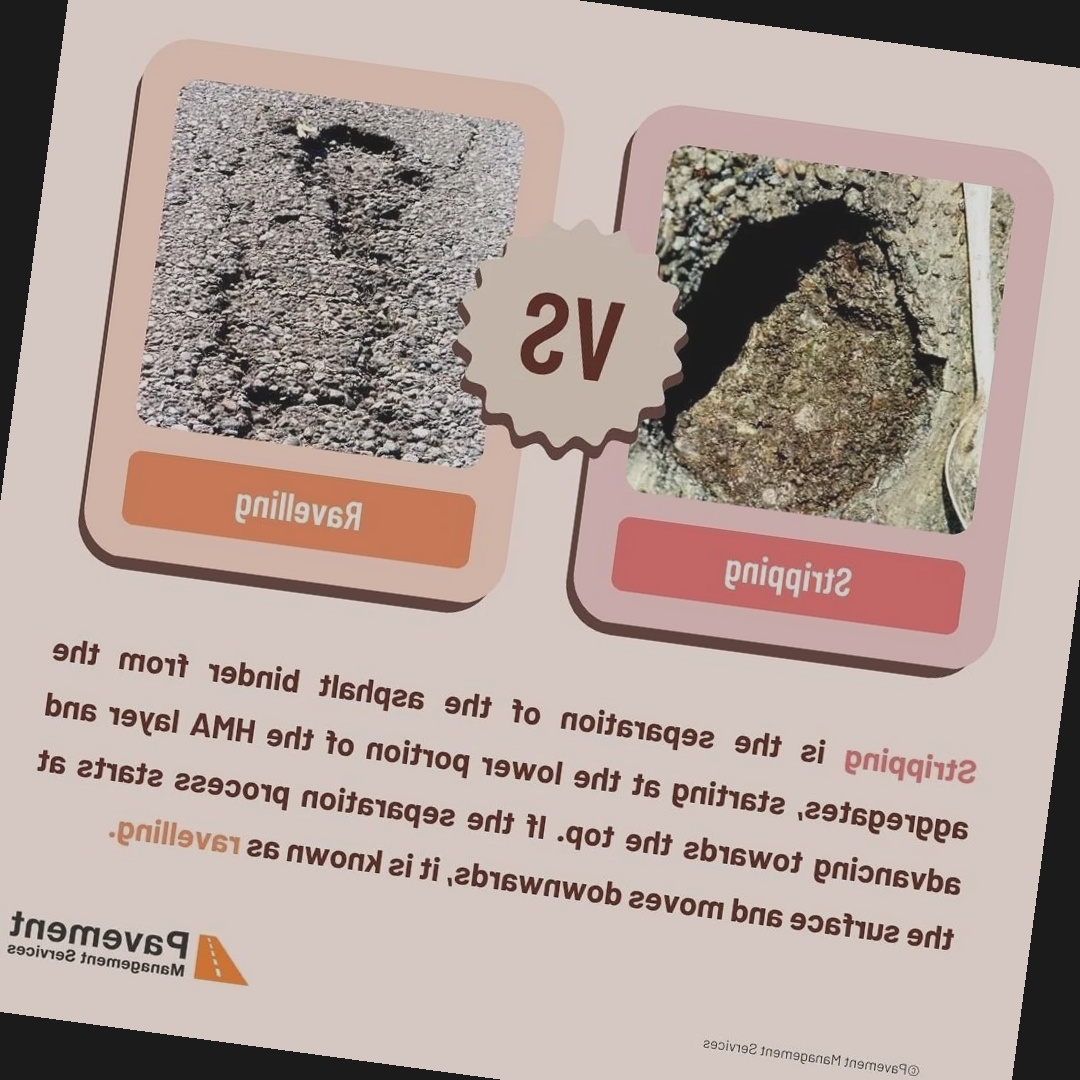 Stripping
VS
Ravelling
Stripping is the separation of the asphalt binder from the
aggregates, starting at the lower portion of the HMA layer and
advancing towards the top. If the separation process starts at
the surface and moves downwards, it is known as ravelling.
Pavement
Management Services
©Pavement Management Services